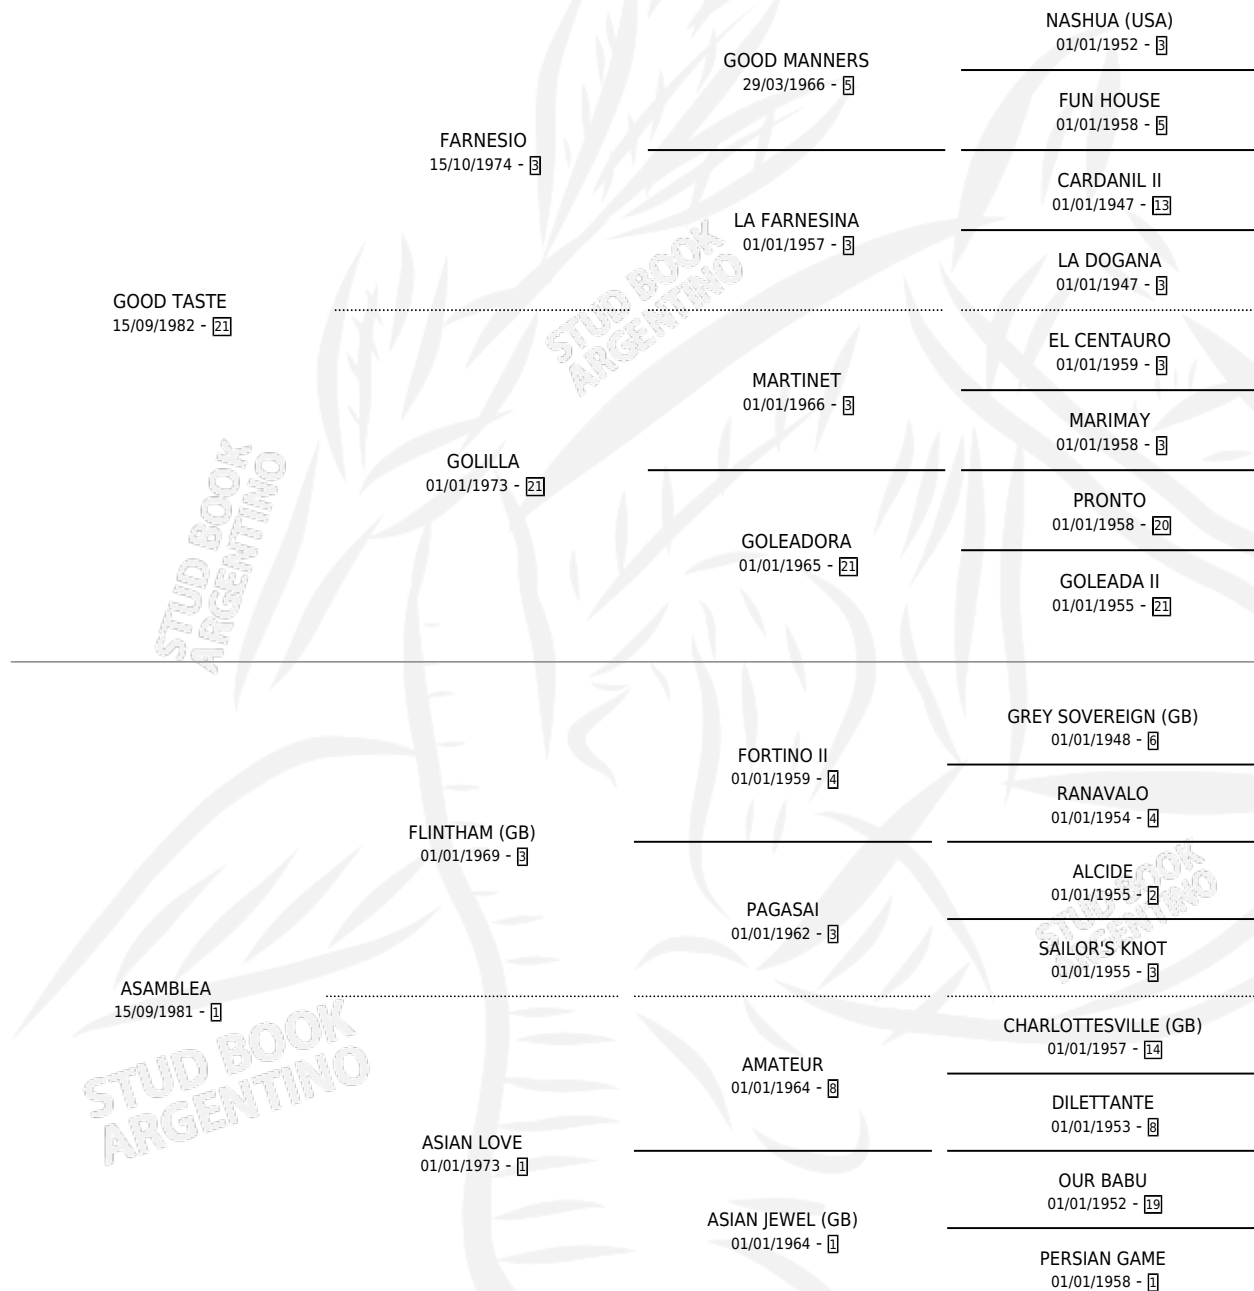 NASHUA (USA)
01/01/1952 - 3
GOOD MANNERS
29/03/1966 - 5
FUN HOUSE
01/01/1958 - 5
FARNESIO
15/10/1974 - 3
CARDANIL II
01/01/1947 - 13
LA FARNESINA
01/01/1957 - 3
LA DOGANA
01/01/1947 - 3
GOOD TASTE
15/09/1982 - 21
STUD BOOK
ARGENTINO
EL CENTAURO
01/01/1959 - 3
MARTINET
01/01/1966 - 3
MARIMAY
01/01/1958 - 3
GOLILLA
01/01/1973 - 21
PRONTO
01/01/1958 - 20
GOLEADORA
01/01/1965 - 21
GOLEADA II
01/01/1955 - 21
STUD BOOK
ARGENTINO
GREY SOVEREIGN (GB)
01/01/1948 - 6
FORTINO II
01/01/1959 - 4
RANAVALO
01/01/1954 - 4
FLINTHAM (GB)
01/01/1969 - 3
ALCIDE
01/01/1955 - 2
STUD BOOK
ARGENTINO
PAGASAI
01/01/1962 - 3
SAILOR'S KNOT
01/01/1955 - 3
ASAMBLEA
15/09/1981 - 1
CHARLOTTESVILLE (GB)
01/01/1957 - 14
AMATEUR
01/01/1964 - 8
STUD BOOK
ARGENTINO
DILETTANTE
01/01/1953 - 8
ASIAN LOVE
01/01/1973 - 1
OUR BABU
01/01/1952 - 19
ASIAN JEWEL (GB)
01/01/1964 - 1
PERSIAN GAME
01/01/1958 - 1